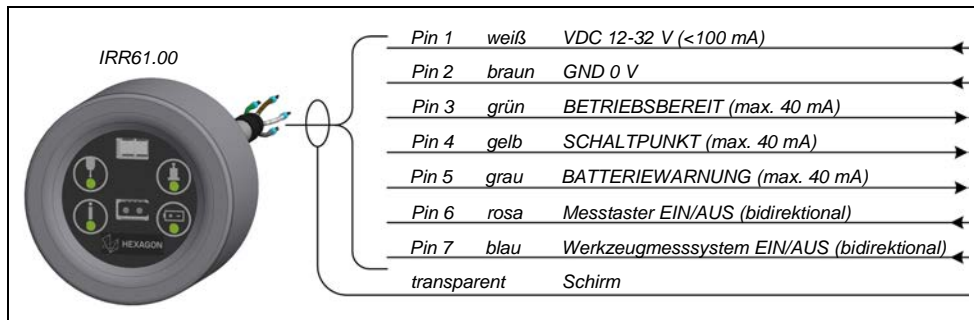 IRR61.00
Pin 1 weiß VDC 12-32 V (<100 mA)
Pin 2 braun GND 0 V
Pin 3 grün BETRIEBSBEREIT (max. 40 mA)
Pin 4 gelb SCHALTPUNKT (max. 40 mA)
Pin 5 grau BATTERIEWARNUNG (max. 40 mA)
Pin 6 rosa Messtaster EIN/AUS (bidirektional)
Pin 7 blau Werkzeugmesssystem EIN/AUS (bidirektional)
transparent Schirm
HEXAGON